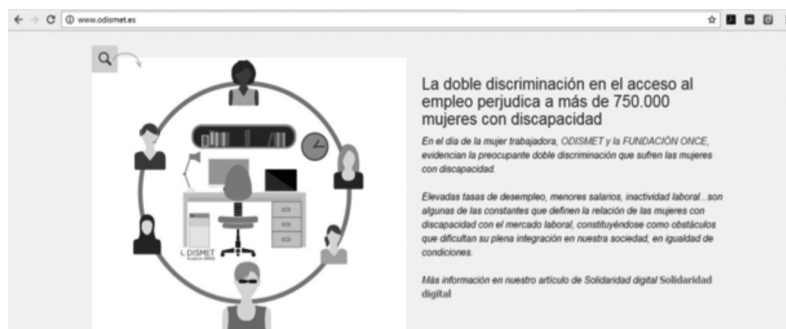 www.odismet.es
La doble discriminación en el acceso al
empleo perjudica a más de 750.000
mujeres con discapacidad
En el día de la mujer trabajadora, ODISMET y la FUNDACIÓN ONCE,
evidencian la preocupante doble discriminación que sufren las mujeres
con discapacidad.
Elevadas tasas de desempleo, menores salarios, inactividad laboral...son
algunas de las constantes que definen la relación de las mujeres con
discapacidad con el mercado laboral, constituyéndose como obstáculos
que dificultan su plena integración en nuestra sociedad, en igualdad de
condiciones.
Más información en nuestro artículo de Solidaridad digital Solidaridad
digital
DISMET